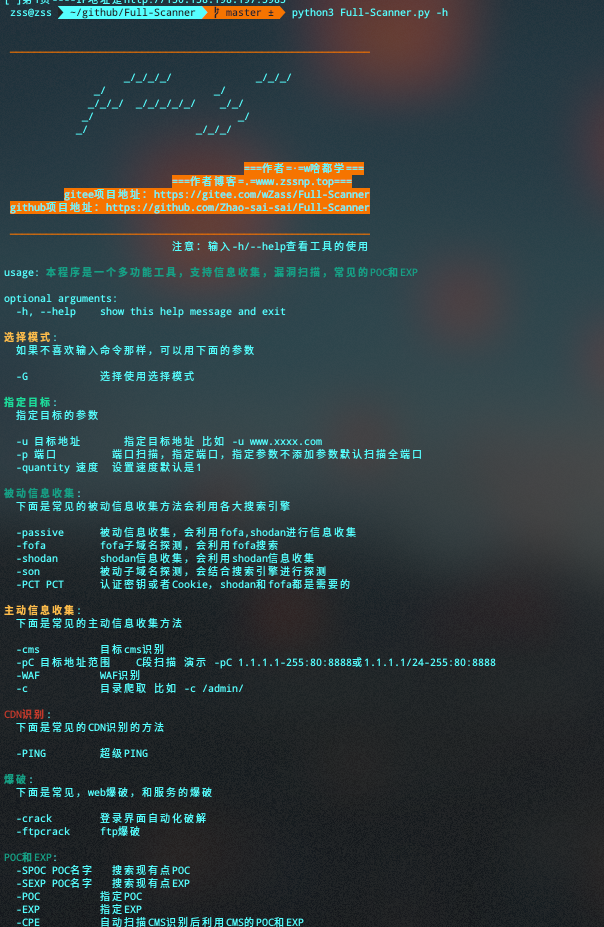 zss@zss ~/github/Full-Scanner master ± python3 Full-Scanner.py -h
_/_/_/_/ _/_/_/
_/ _/
_/_/_/ _/_/_/_/_/ _/_/
_/ _/
_/ _/_/_/
===作者=·=w啥都学===
===作者博客=.=www.zssnp.top===
gitee项目地址: https://gitee.com/wZass/Full-Scanner
github项目地址: https://github.com/Zhao-sai-sai/Full-Scanner
注意: 输入-h/--help查看工具的使用
usage: 本程序是一个多功能工具，支持信息收集，漏洞扫描，常见的POC和EXP
optional arguments:
-h, --help show this help message and exit
选择模式:
如果不喜欢输入命令那样，可以用下面的参数
-G 选择使用选择模式
指定目标:
指定目标的参数
-u 目标地址 指定目标地址 比如 -u www.xxxx.com
-p 端口 端口扫描，指定端口，指定参数不添加参数默认扫描全端口
-quantity 速度 设置速度默认是1
被动信息收集:
下面是常见的被动信息收集方法会利用各大搜索引擎
-passive 被动信息收集，会利用fofa,shodan进行信息收集
-fofa fofa子域名探测，会利用fofa搜索
-shodan shodan信息收集，会利用shodan信息收集
-son 被动子域名探测，会结合搜索引擎进行探测
-PCT PCT 认证密钥或者Cookie，shodan和fofa都是需要的
主动信息收集:
下面是常见的主动信息收集方法
-cms 目标cms识别
-pC 目标地址范围 C段扫描 演示 -pC 1.1.1.1-255:80:8888或1.1.1.1/24-255:80:8888
-WAF WAF识别
-c 目录爬取 比如 -c /admin/
CDN识别:
下面是常见的CDN识别的方法
-PING 超级PING
爆破:
下面是常见，web爆破，和服务的爆破
-crack 登录界面自动化破解
-ftpcrack ftp爆破
POC和EXP:
-SPOC POC名字 搜索现有点POC
-SEXP POC名字 搜索现有点EXP
-POC 指定POC
-EXP 指定EXP
-CPE 自动扫描CMS识别后利用CMS的POC和EXP